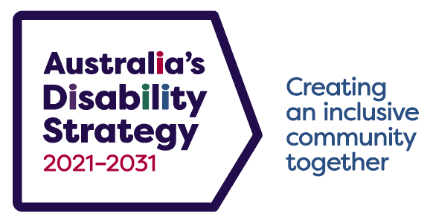 Australia's
Disability
Strategy
2021–2031
Creating
an inclusive
community
together